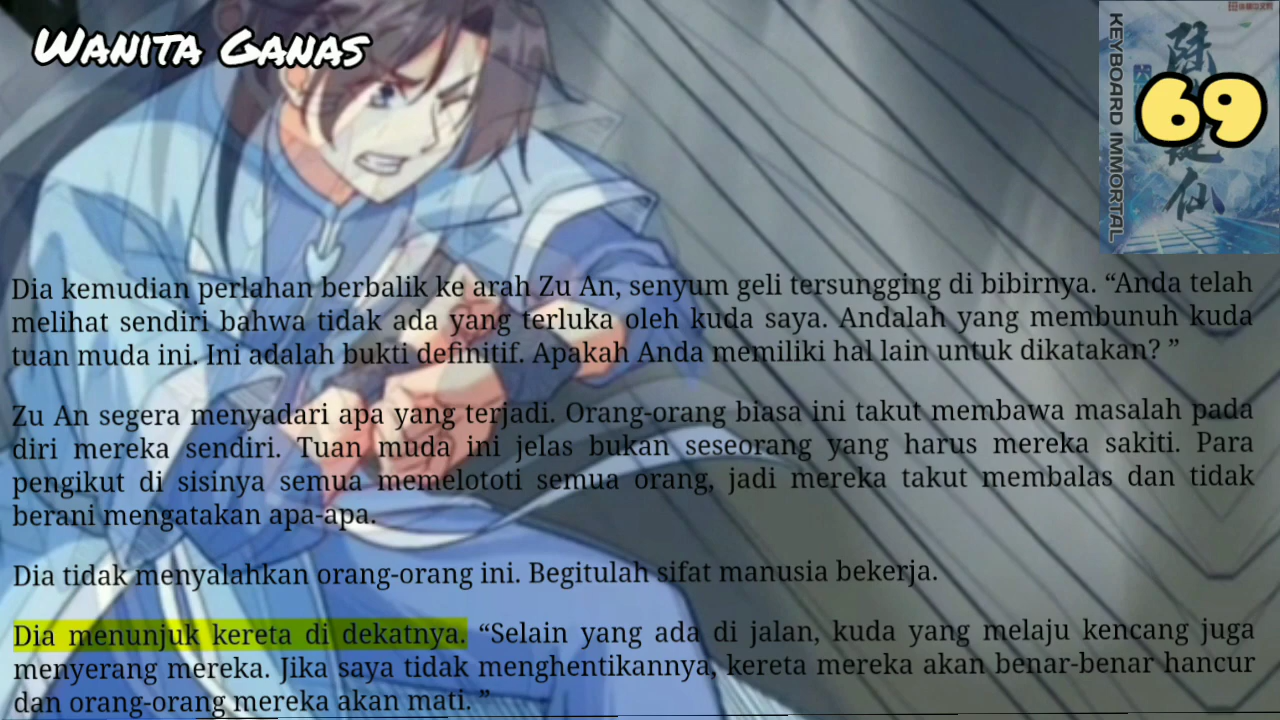 Wanita Ganas
KEYBOARD IMMORTAL
69
仙
Dia kemudian perlahan berbalik ke arah Zu An, senyum geli tersungging di bibirnya. “Anda telah
melihat sendiri bahwa tidak ada yang terluka oleh kuda saya. Andalah yang membunuh kuda
tuan muda ini. Ini adalah bukti definitif. Apakah Anda memiliki hal lain untuk dikatakan? ”
Zu An segera menyadari apa yang terjadi. Orang-orang biasa ini takut membawa masalah pada
diri mereka sendiri. Tuan muda ini jelas bukan seseorang yang harus mereka sakiti. Para
pengikut di sisinya semua memelototi semua orang, jadi mereka takut membalas dan tidak
berani mengatakan apa-apa.
Dia tidak menyalahkan orang-orang ini. Begitulah sifat manusia bekerja.
Dia menunjuk kereta di dekatnya. “Selain yang ada di jalan, kuda yang melaju kencang juga
menyerang mereka. Jika saya tidak menghentikannya, kereta mereka akan benar-benar hancur
dan orang-orang mereka akan mati. ”